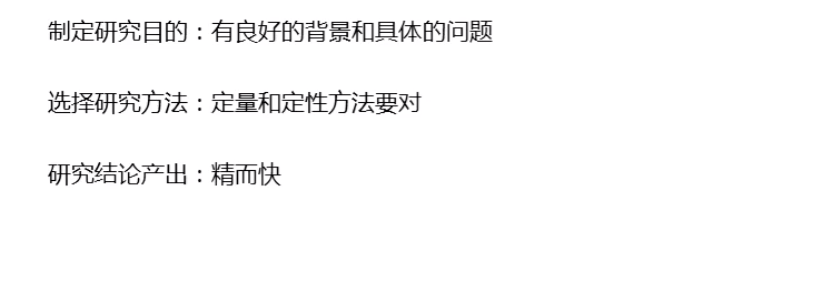 制定研究目的：有良好的背景和具体的问题
选择研究方法：定量和定性方法要对
研究结论产出：精而快